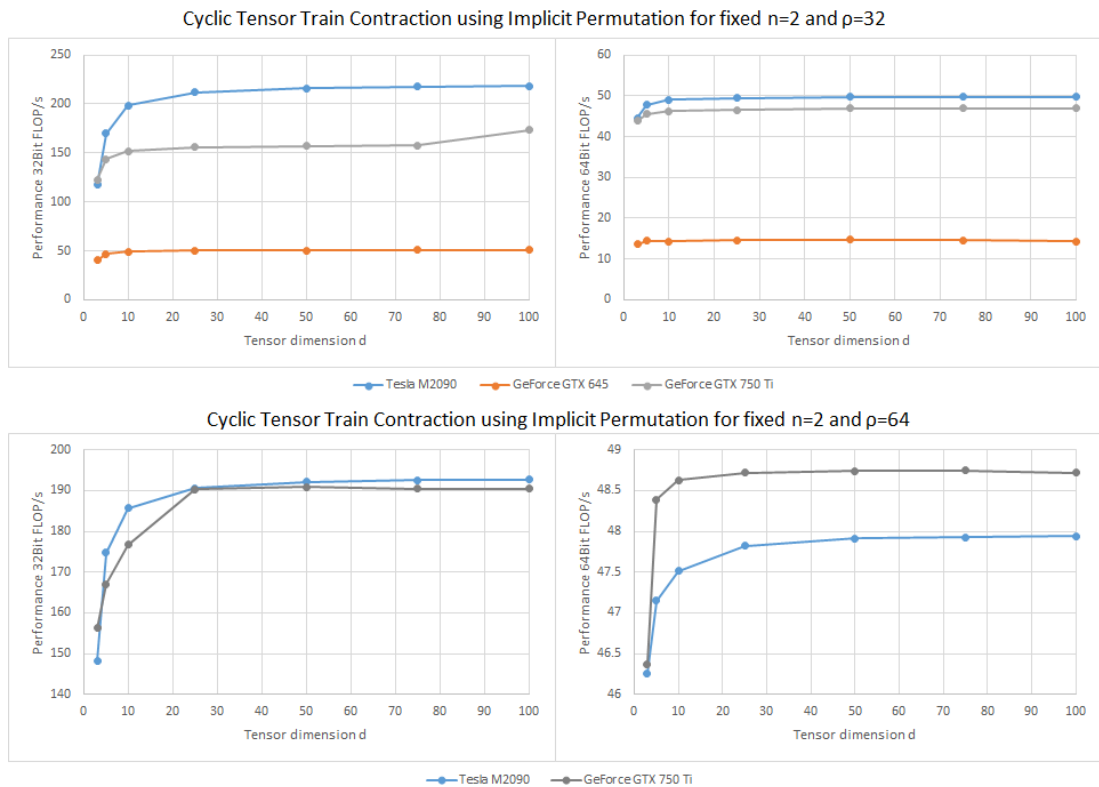 Cyclic Tensor Train Contraction using Implicit Permutation for fixed n=2 and ρ=32
Performance 32Bit FLOP/s
250
200
150
100
50
0
0 10 20 30 40 50 60 70 80 90 100
Tensor dimension d
Performance 64Bit FLOP/s
60
50
40
30
20
10
0
0 10 20 30 40 50 60 70 80 90 100
Tensor dimension d
Tesla M2090 GeForce GTX 645 GeForce GTX 750 Ti
Cyclic Tensor Train Contraction using Implicit Permutation for fixed n=2 and ρ=64
Performance 32Bit FLOP/s
200
190
180
170
160
150
140
0 10 20 30 40 50 60 70 80 90 100
Tensor dimension d
Performance 64Bit FLOP/s
49
48.5
48
47.5
47
46.5
46
0 10 20 30 40 50 60 70 80 90 100
Tensor dimension d
Tesla M2090 GeForce GTX 750 Ti